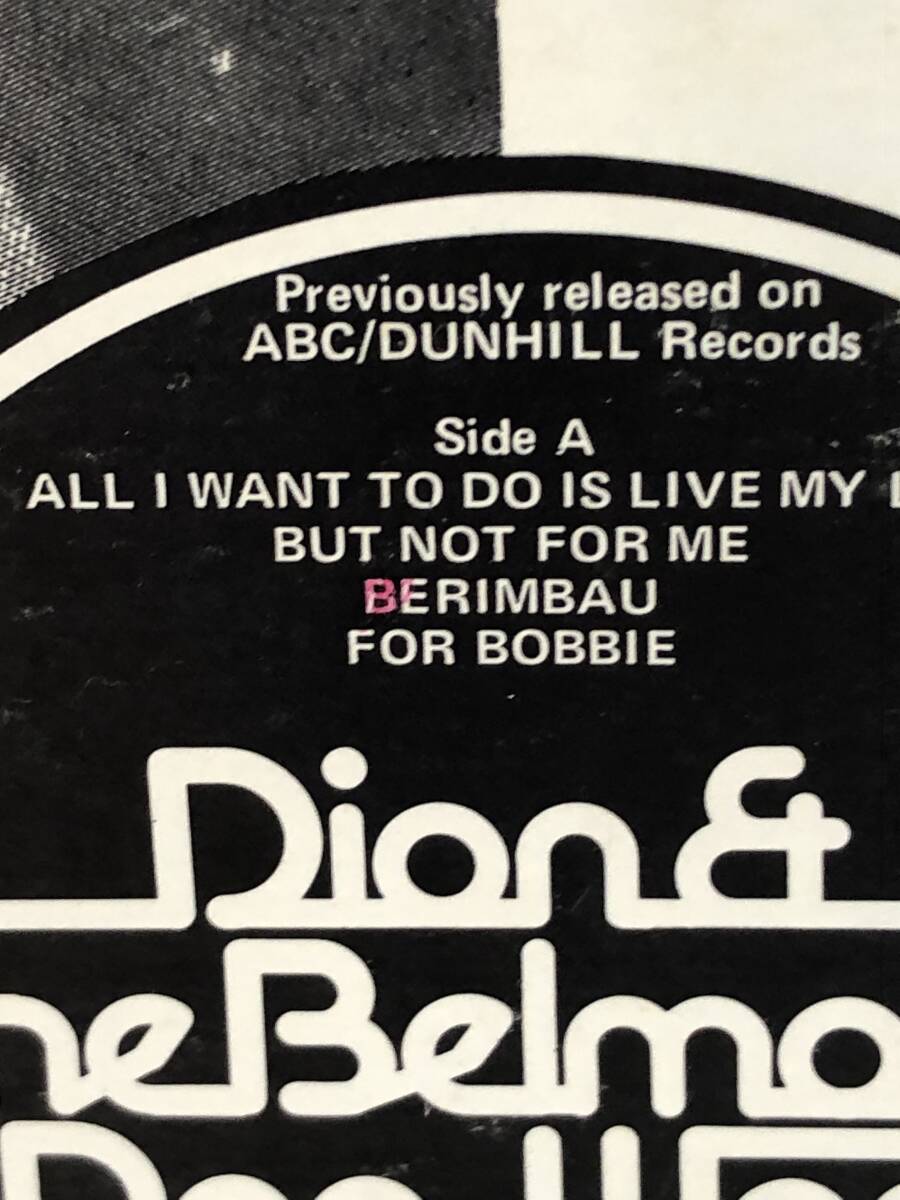 Previously released on
ABC/DUNHILL Records
Side A
ALL I WANT TO DO IS LIVE MY
BUT NOT FOR ME
BERIMBAU
FOR BOBBIE
Dion &